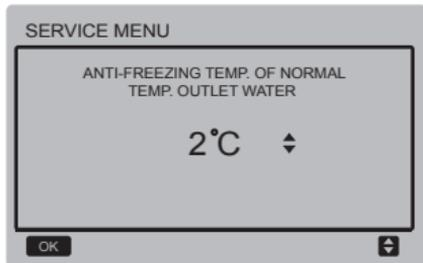 SERVICE MENU
ANTI-FREEZING TEMP. OF NORMAL
TEMP. OUTLET WATER
2°C
OK